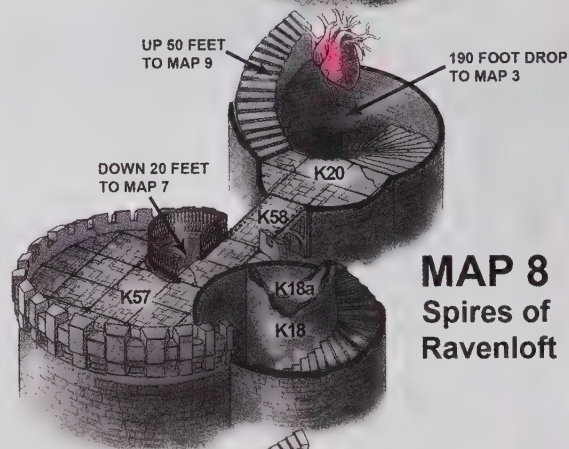 UP 50 FEET
TO MAP 9
190 FOOT DROP
TO MAP 3
K20
DOWN 20 FEET
TO MAP 7
K58
K57
K18a
K18
MAP 8
Spires of
Ravenloft